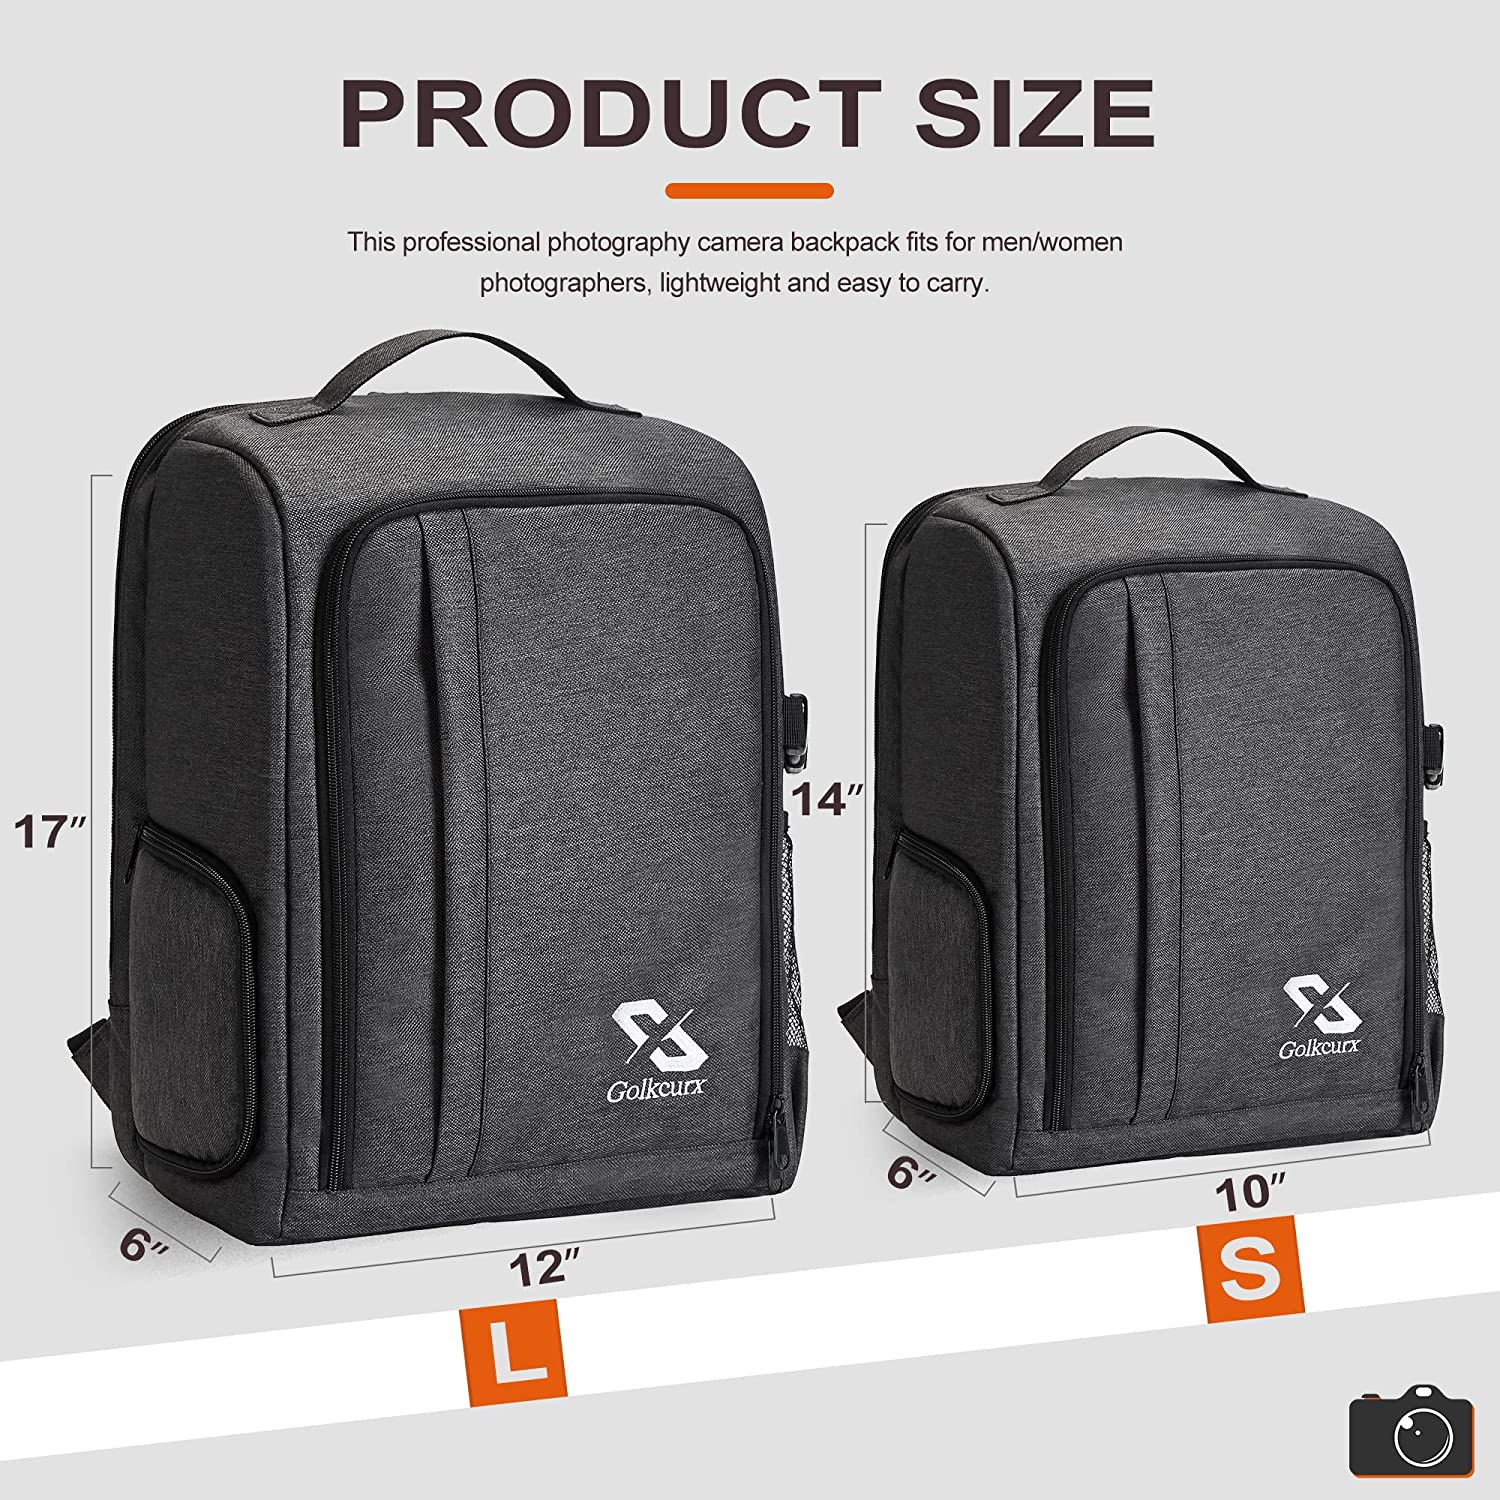 PRODUCT SIZE
This professional photography camera backpack fits for men/women
photographers, lightweight and easy to carry.
17″
6″
12″
Golkcurx
L
14″
6″
10″
Golkcurx
S